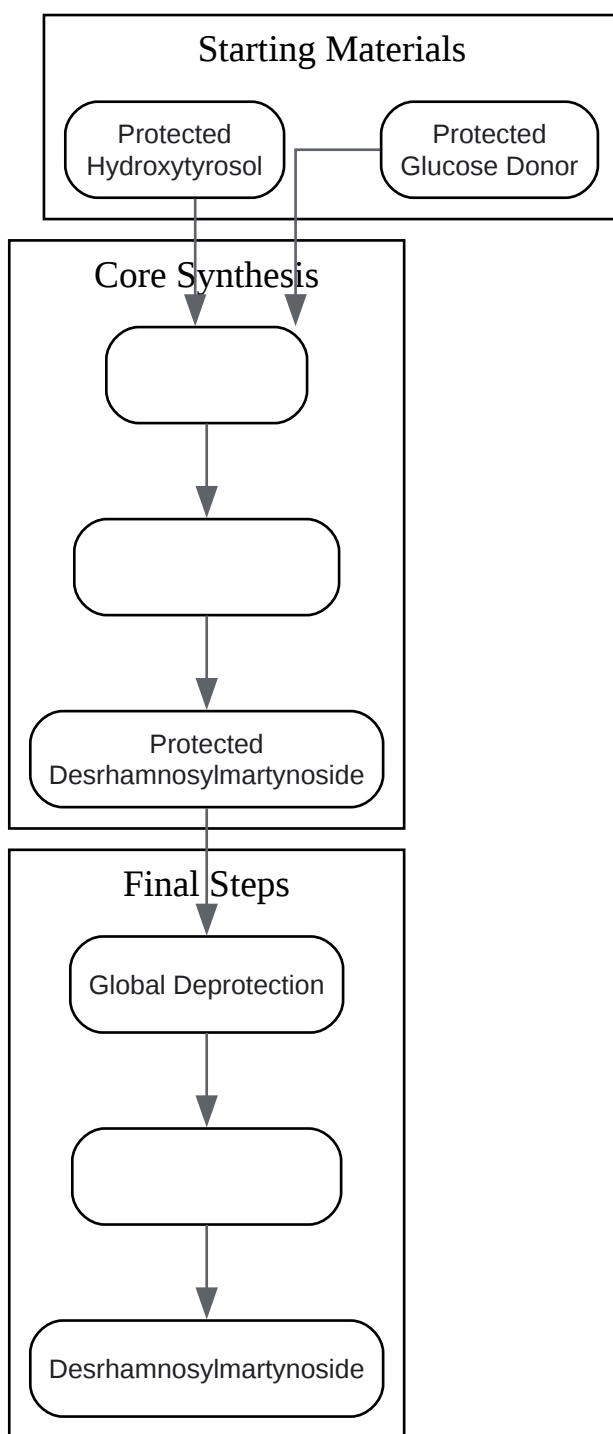 Starting Materials
Protected
Hydroxytyrosol
Protected
Glucose Donor
Core Synthesis
Protected
Desrhamnosylmartynoside
Final Steps
Global Deprotection
Desrhamnosylmartynoside